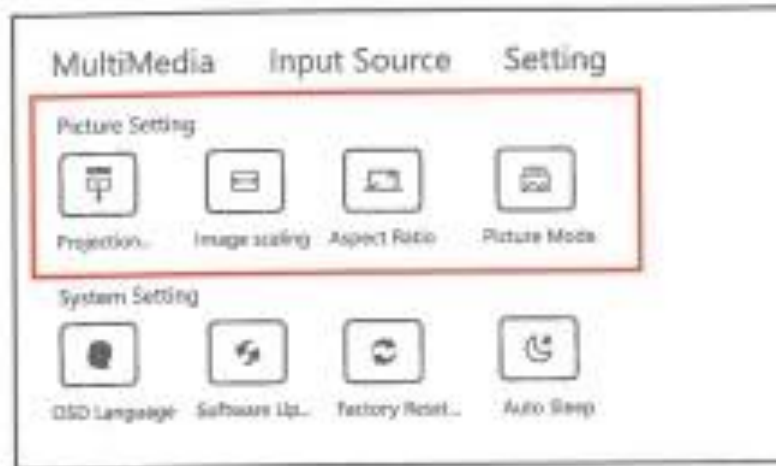 MultiMedia Input Source Setting
Picture Setting
Projection.. Image scaling Aspect Ratio Picture Mode
System Setting
OSD Language Software Up... Factory Reset... Auto Sleep